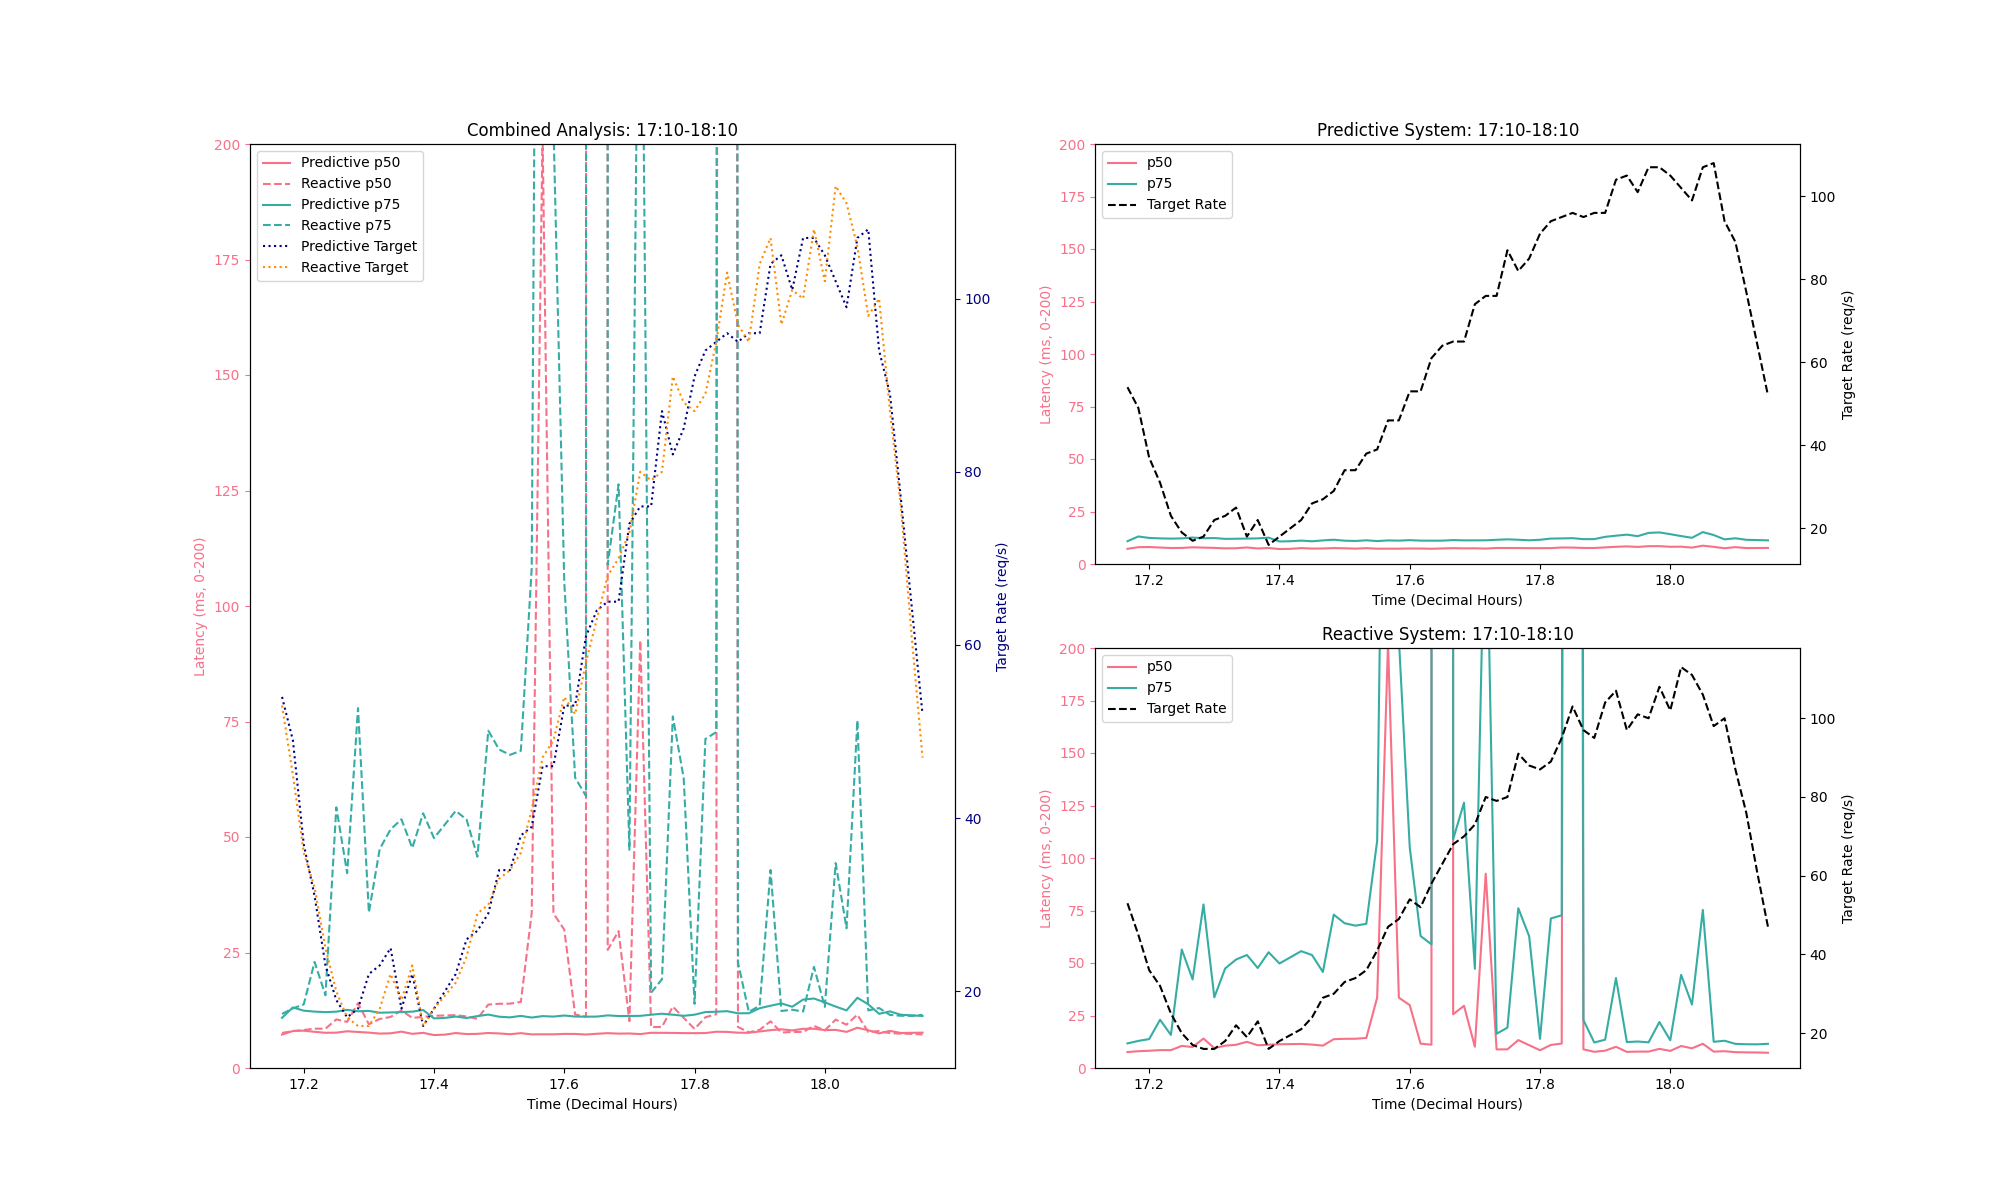 Combined Analysis: 17:10-18:10
Predictive p50
Reactive p50
Predictive p75
Reactive p75
Predictive Target
Reactive Target
200
175
150
125
100
75
50
25
0
Latency (ms, 0-200)
17.2
17.4
17.6
17.8
18.0
Time (Decimal Hours)
100
80
60
40
20
Target Rate (req/s)
Predictive System: 17:10-18:10
p50
p75
Target Rate
200
175
150
125
100
75
50
25
0
Latency (ms, 0-200)
17.2
17.4
17.6
17.8
18.0
Time (Decimal Hours)
100
80
60
40
20
Target Rate (req/s)
Reactive System: 17:10-18:10
p50
p75
Target Rate
200
175
150
125
100
75
50
25
0
Latency (ms, 0-200)
17.2
17.4
17.6
17.8
18.0
Time (Decimal Hours)
100
80
60
40
20
Target Rate (req/s)